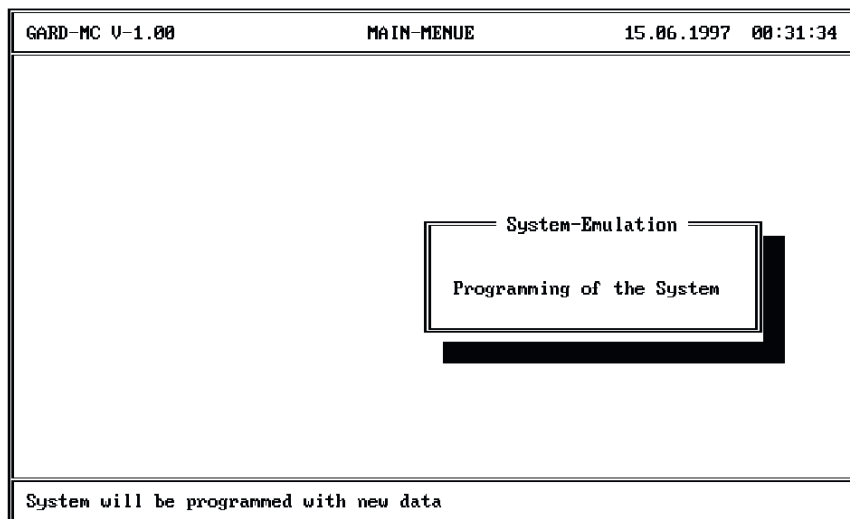 GARD-MC V-1.00 MAIN-MENUE 15.06.1997 00:31:34
System-Emulation
Programming of the System
System will be programmed with new data